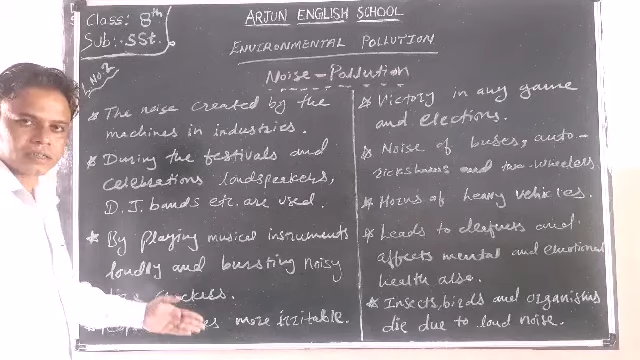 Class: 8th
Sub: SSt.
L.No.2
ARJUN ENGLISH SCHOOL
ENVIRONMENTAL POLLUTION
Noise-Pollution
* The noise created by the
machines in industries.
* During the festivals and
celebrations loudspeakers,
D.J. bands etc. are used.
* By playing musical instruments
loudly and bursting noisy
crackers.
more irritable.
* Victory in any game
and elections.
* Noise of buses, auto-
rickshaws and two-wheelers
* Horns of heavy vehicles.
* Leads to deafness and
affects mental and emotional
health also.
* Insects, birds and organisms
die due to loud noise.